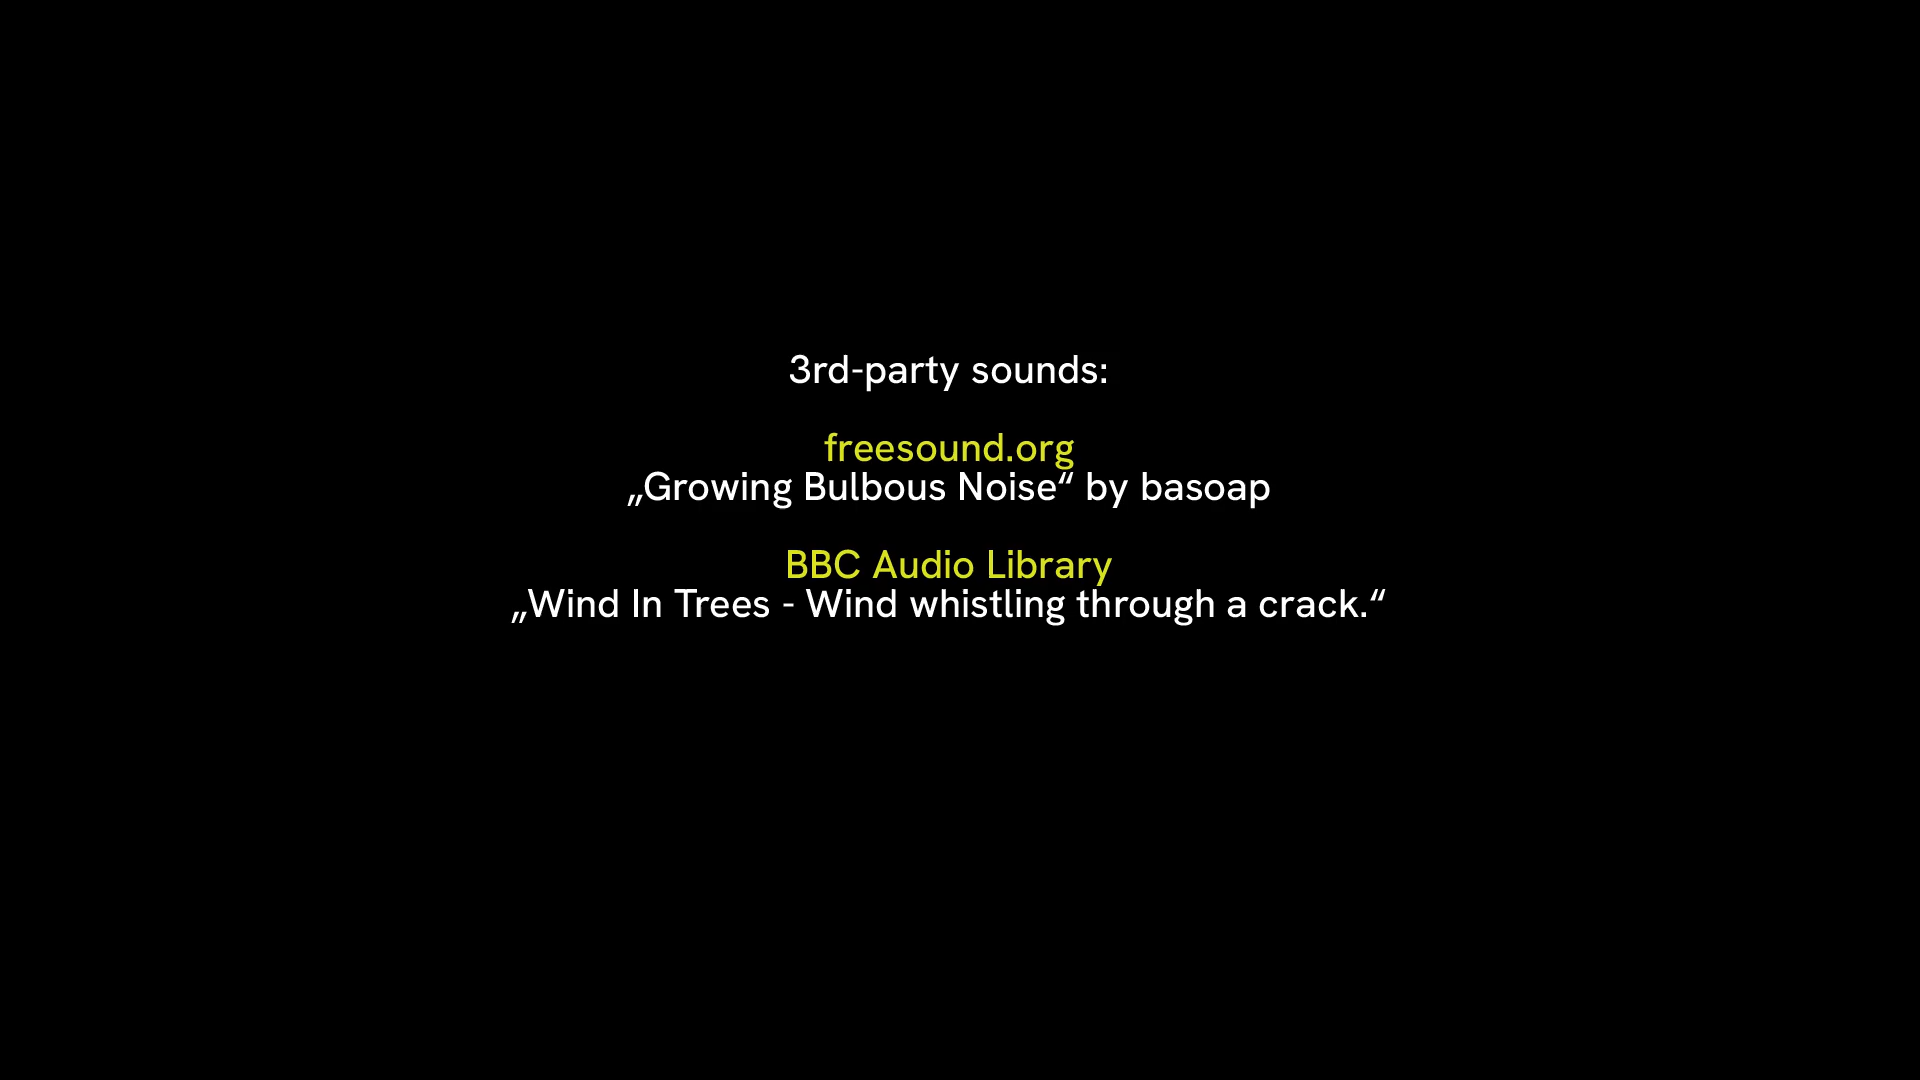 3rd-party sounds:
freesound.org
„Growing Bulbous Noise“ by basoap
BBC Audio Library
„Wind In Trees - Wind whistling through a crack.“